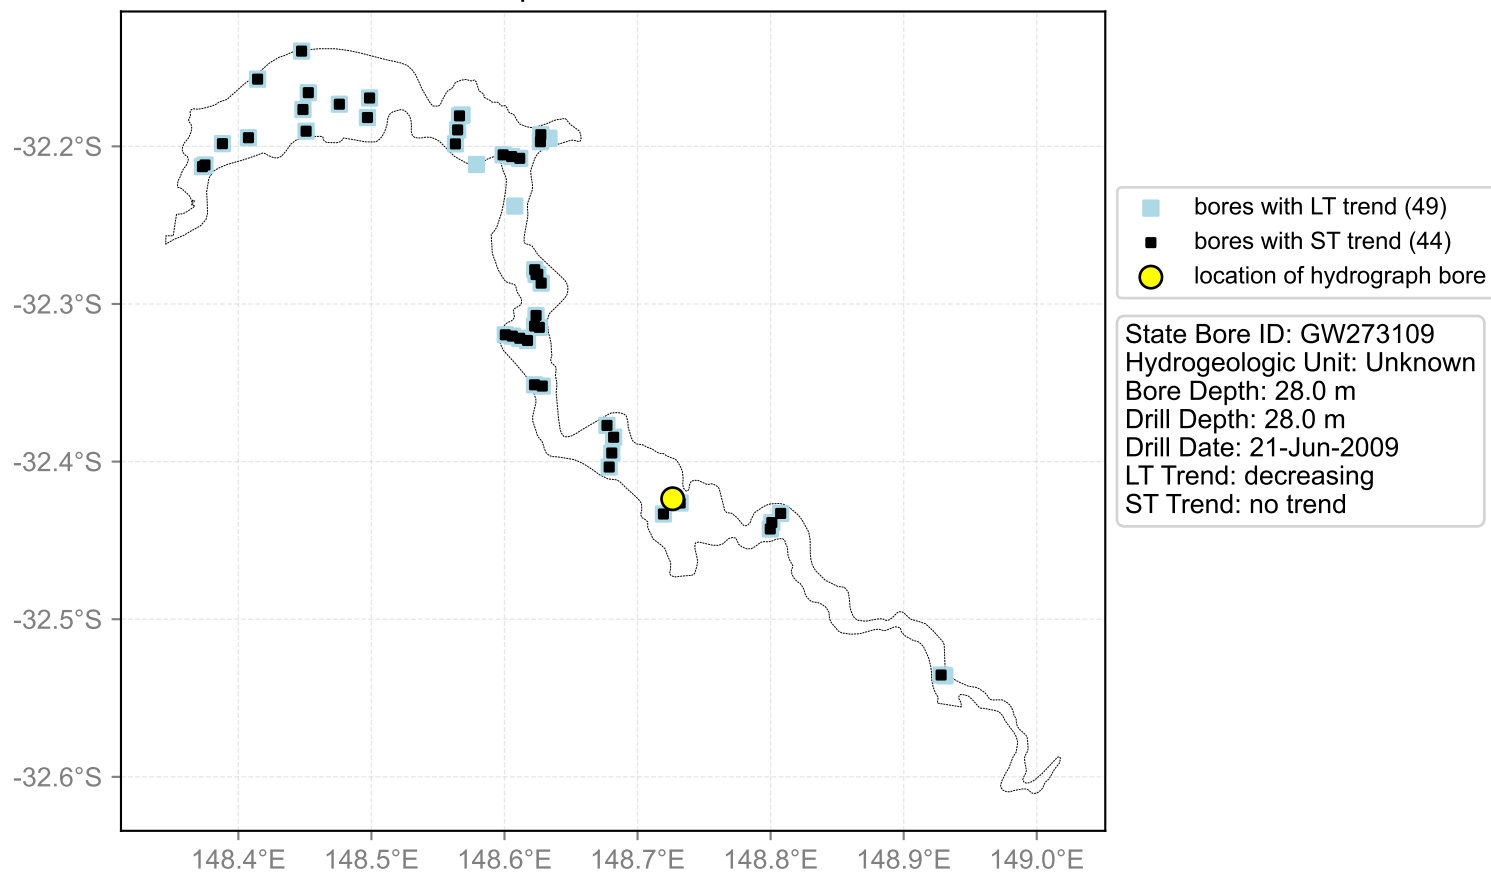 -32.2°S
-32.3°S
-32.4°S
-32.5°S
-32.6°S
148.4°E 148.5°E 148.6°E 148.7°E 148.8°E 148.9°E 149.0°E
bores with LT trend (49)
bores with ST trend (44)
location of hydrograph bore
State Bore ID: GW273109
Hydrogeologic Unit: Unknown
Bore Depth: 28.0 m
Drill Depth: 28.0 m
Drill Date: 21-Jun-2009
LT Trend: decreasing
ST Trend: no trend